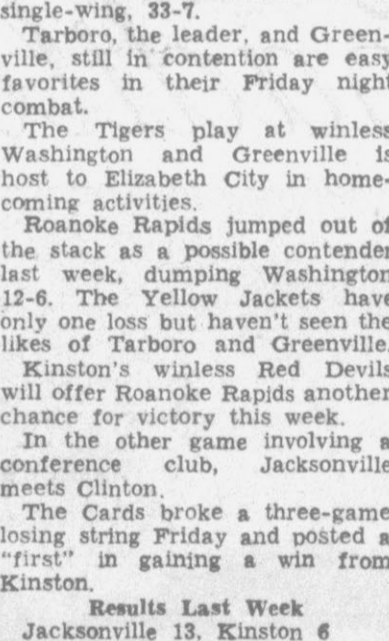 single-wing, 33-7.
Tarboro, the leader, and Green-
ville, still in contention are easy
favorites in their Friday night
combat.
The Tigers play at winless
Washington and Greenville is
host to Elizabeth City in home-
coming activities.
Roanoke Rapids jumped out of
the stack as a possible contender
last week, dumping Washington
12-6. The Yellow Jackets have
only one loss but haven't seen the
likes of Tarboro and Greenville.
Kinston's winless Red Devils
will offer Roanoke Rapids another
chance for victory this week.
In the other game involving a
conference club, Jacksonville
meets Clinton.
The Cards broke a three-game
losing string Friday and posted a
"first" in gaining a win from
Kinston.
Results Last Week
Jacksonville 13, Kinston 6